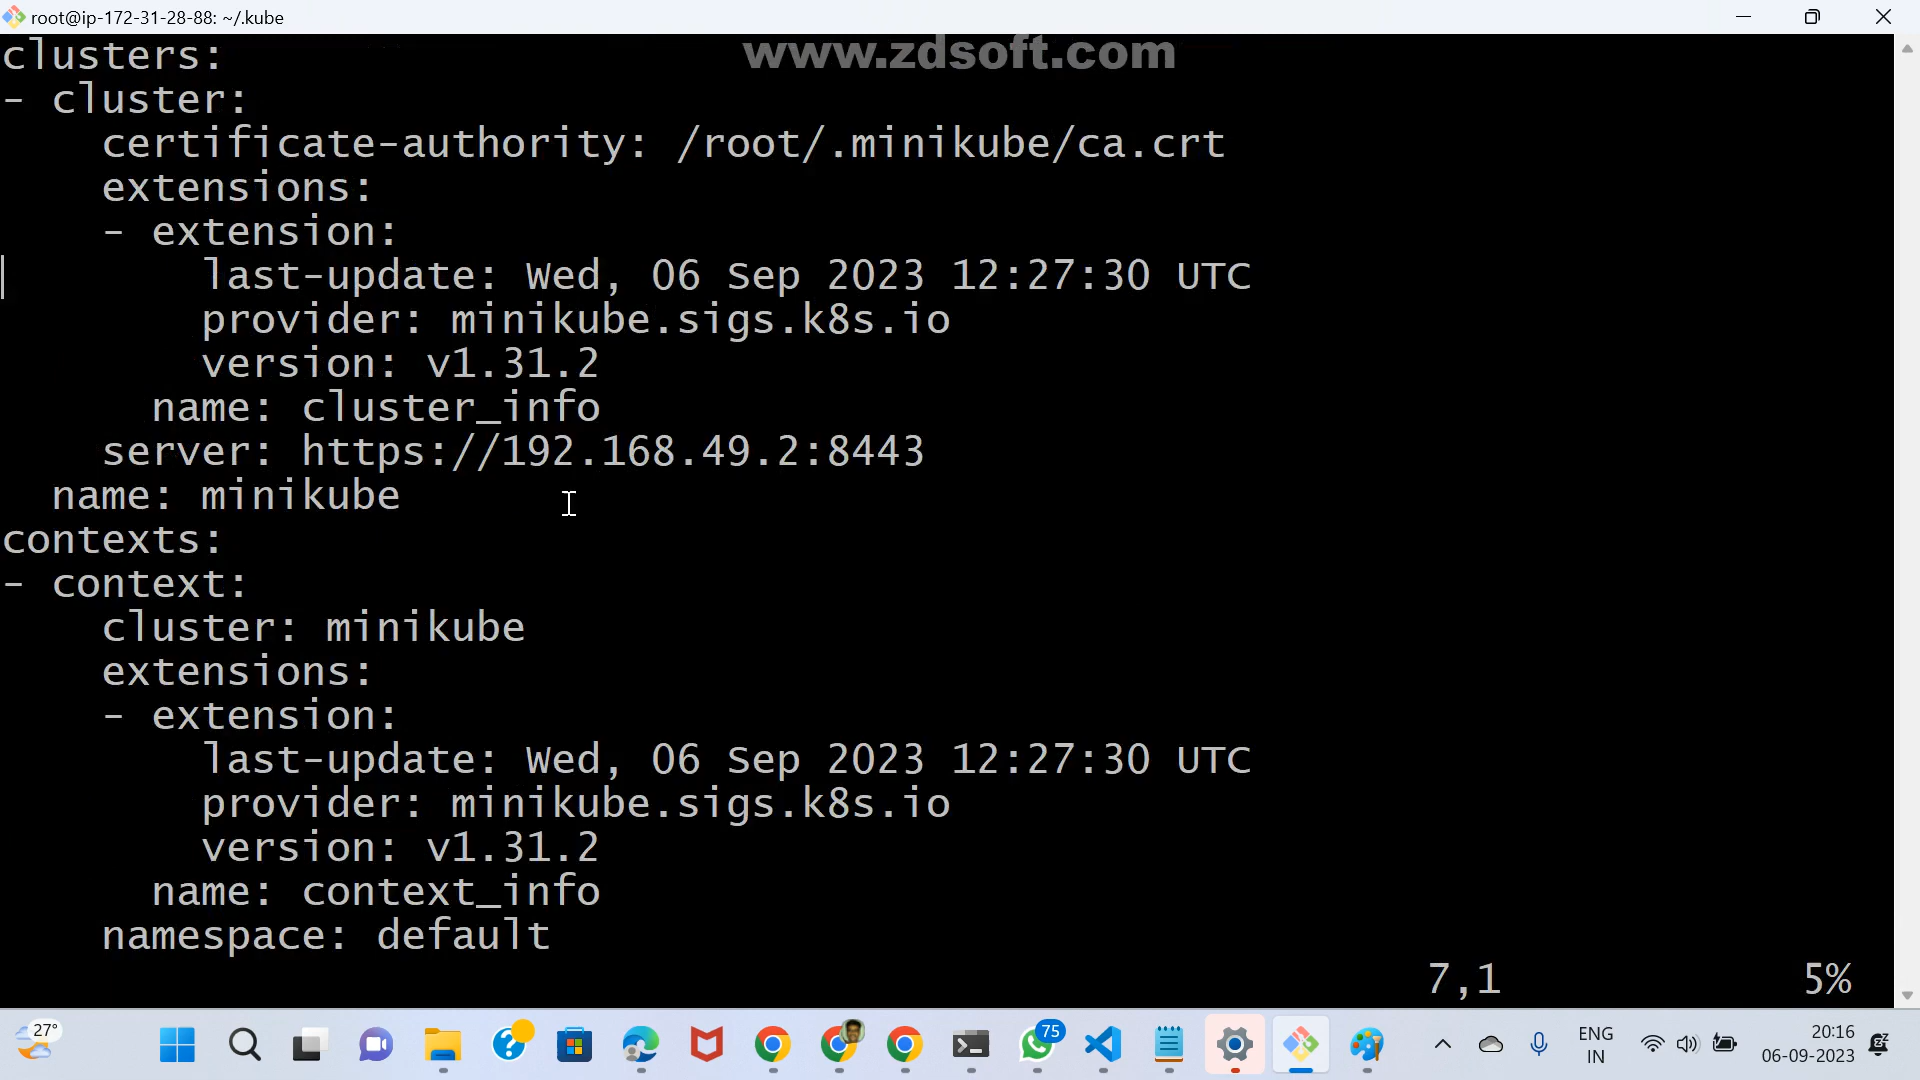 root@ip-172-31-28-88: ~/.kube
www.zdsoft.com
clusters:
- cluster:
    certificate-authority: /root/.minikube/ca.crt
    extensions:
    - extension:
        last-update: Wed, 06 Sep 2023 12:27:30 UTC
        provider: minikube.sigs.k8s.io
        version: v1.31.2
      name: cluster_info
    server: https://192.168.49.2:8443
  name: minikube
contexts:
- context:
    cluster: minikube
    extensions:
    - extension:
        last-update: Wed, 06 Sep 2023 12:27:30 UTC
        provider: minikube.sigs.k8s.io
        version: v1.31.2
      name: context_info
    namespace: default
7,1 5%
27°
75
ENG
IN
20:16
06-09-2023